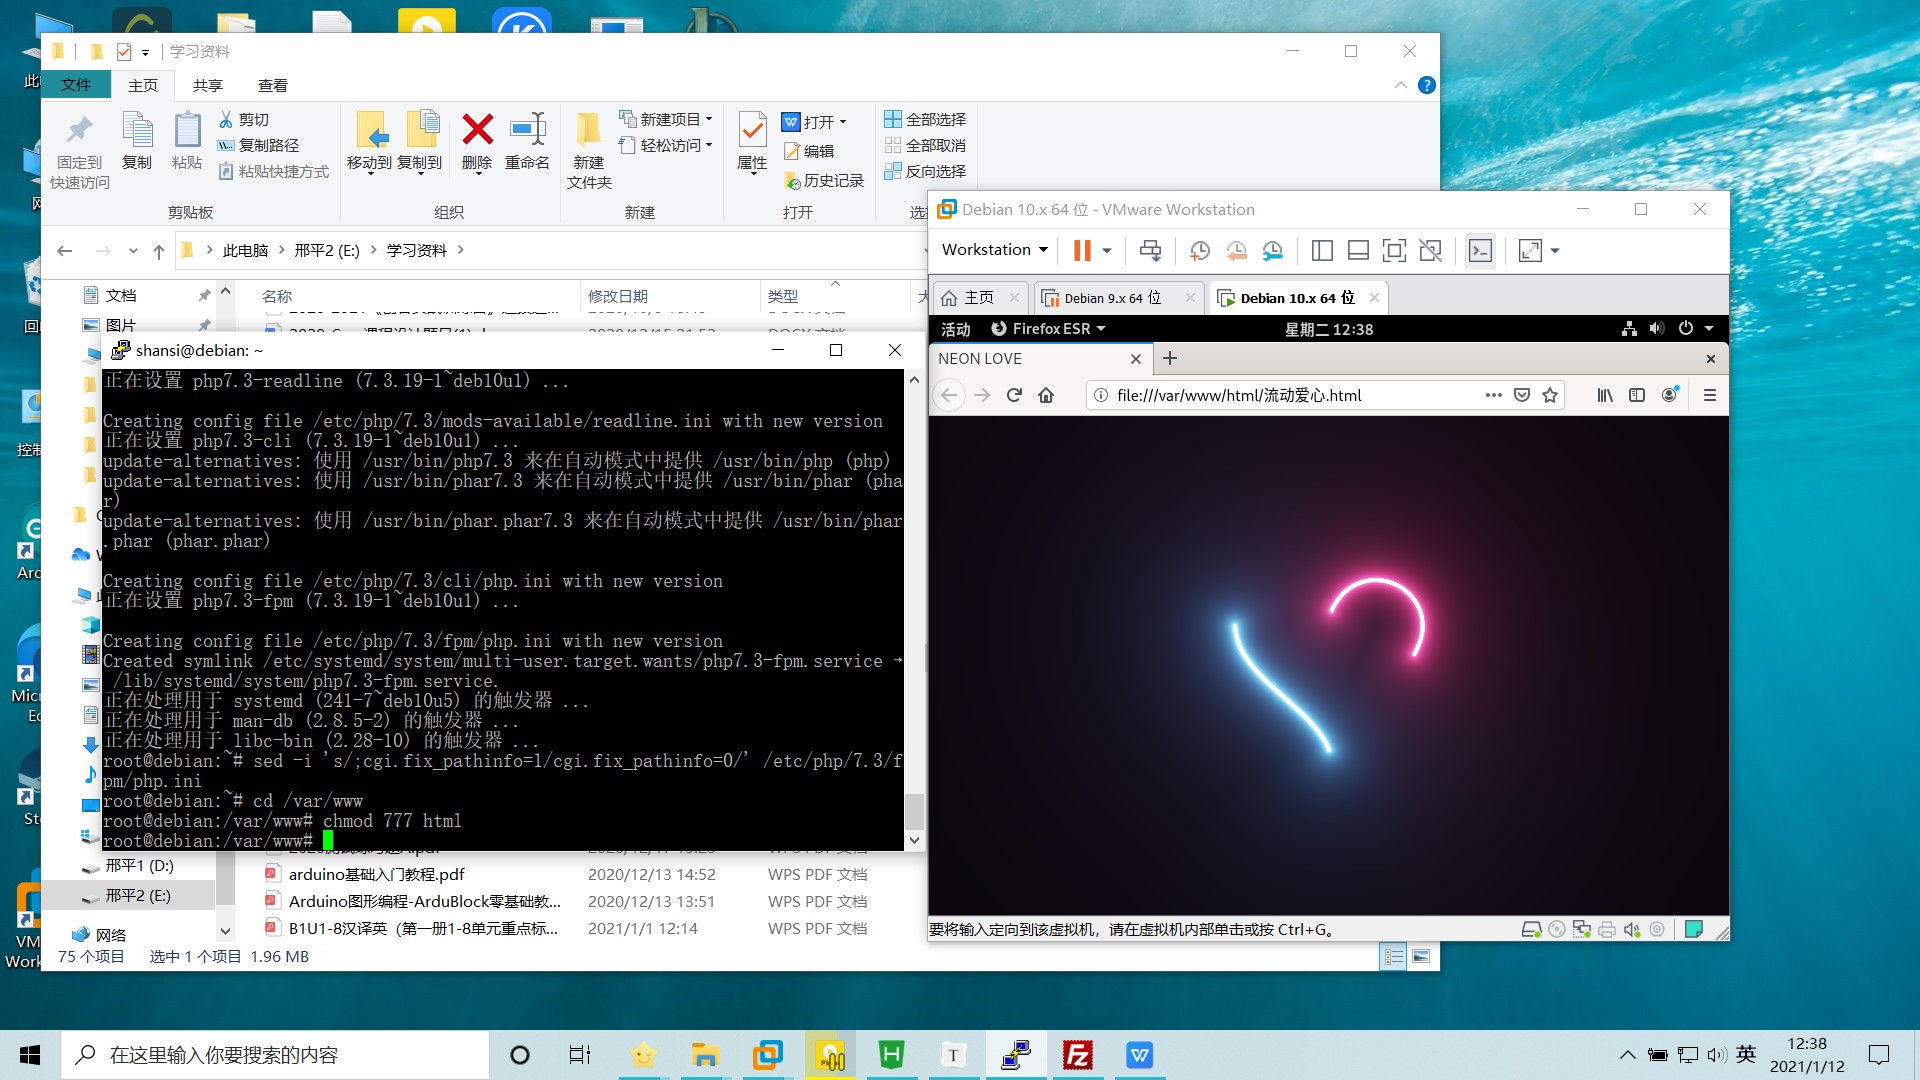 学习资料
文件 主页 共享 查看
固定到快速访问
复制
粘贴
剪切
复制路径
粘贴快捷方式
剪贴板
移动到 复制到 删除 重命名
组织
新建文件夹
新建项目
轻松访问
新建
属性
打开
编辑
历史记录
打开
全部选择
全部取消
反向选择
此电脑 邢平2 (E:) 学习资料
文档
图片
名称 修改日期 类型
shansi@debian: ~
正在设置 php7.3-readline (7.3.19-1~deb10u1) ...
Creating config file /etc/php/7.3/mods-available/readline.ini with new version
正在设置 php7.3-cli (7.3.19-1~deb10u1) ...
update-alternatives: 使用 /usr/bin/php7.3 来在自动模式中提供 /usr/bin/php (php)
update-alternatives: 使用 /usr/bin/phar7.3 来在自动模式中提供 /usr/bin/phar (pha
r)
update-alternatives: 使用 /usr/bin/phar.phar7.3 来在自动模式中提供 /usr/bin/phar
.phar (phar.phar)
Creating config file /etc/php/7.3/cli/php.ini with new version
正在设置 php7.3-fpm (7.3.19-1~deb10u1) ...
Creating config file /etc/php/7.3/fpm/php.ini with new version
Created symlink /etc/systemd/system/multi-user.target.wants/php7.3-fpm.service →
/lib/systemd/system/php7.3-fpm.service.
正在处理用于 systemd (241-7~deb10u5) 的触发器 ...
正在处理用于 man-db (2.8.5-2) 的触发器 ...
正在处理用于 libc-bin (2.28-10) 的触发器 ...
root@debian:~# sed -i 's/;cgi.fix_pathinfo=1/cgi.fix_pathinfo=0/' /etc/php/7.3/f
pm/php.ini
root@debian:~# cd /var/www
root@debian:/var/www# chmod 777 html
root@debian:/var/www#
邢平1 (D:)
邢平2 (E:)
网络
arduino基础入门教程.pdf 2020/12/13 14:52 WPS PDF 文档
Arduino图形编程-ArduBlock零基础教... 2020/12/13 13:51 WPS PDF 文档
B1U1-8汉译英（第一册1-8单元重点标... 2021/1/1 12:14 WPS PDF 文档
75 个项目 选中 1 个项目 1.96 MB
Debian 10.x 64 位 - VMware Workstation
Workstation
主页 Debian 9.x 64 位 Debian 10.x 64 位
活动 Firefox ESR 星期二 12:38
NEON LOVE
file:///var/www/html/流动爱心.html
要将输入定向到该虚拟机，请在虚拟机内部单击或按 Ctrl+G。
在这里输入你要搜索的内容
英
12:38
2021/1/12